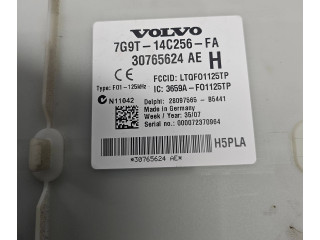 VOLVO
7G9T-14C256-FA
30765624 AE H
FCCID: LTQF01125TP
Type: F01-125kHz IC: 3659A-F01125TP
N11042 Delphi: 28097565 - B5441
Made in Germany
Week / Year: 35/07
Serial no.: 000072370964
H5PLA
*30765624 AE*